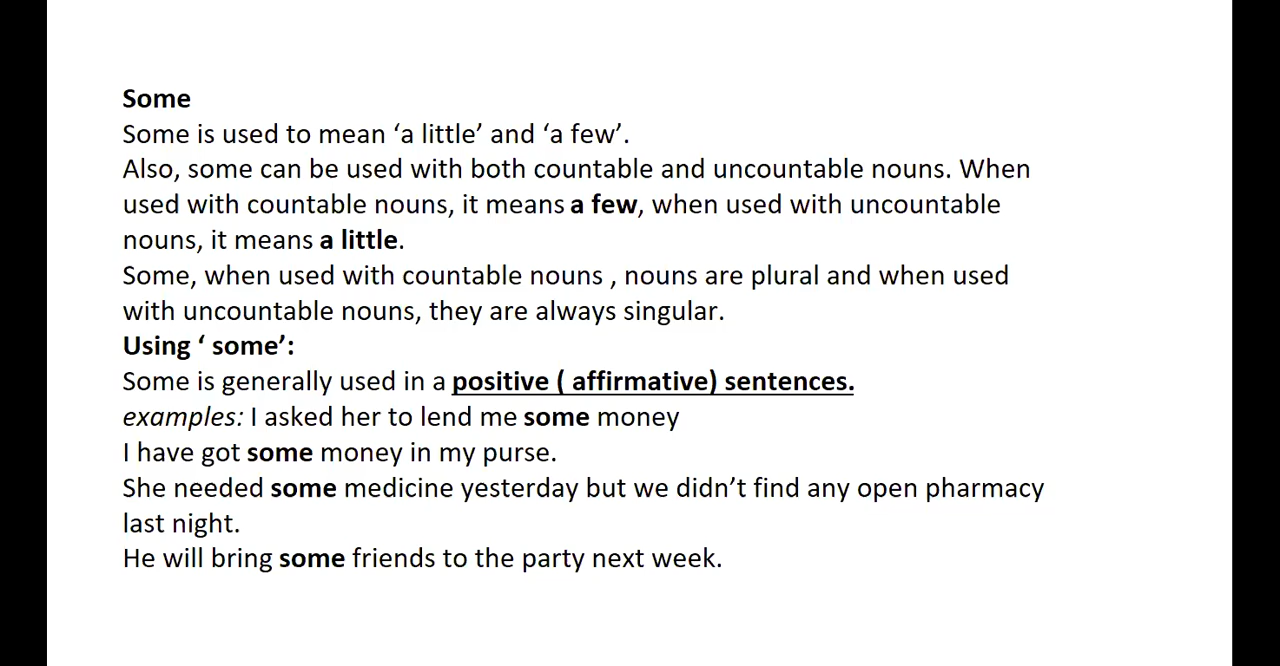 Some
Some is used to mean ‘a little’ and ‘a few’.
Also, some can be used with both countable and uncountable nouns. When
used with countable nouns, it means a few, when used with uncountable
nouns, it means a little.
Some, when used with countable nouns , nouns are plural and when used
with uncountable nouns, they are always singular.
Using ‘ some’:
Some is generally used in a positive ( affirmative) sentences.
examples: I asked her to lend me some money
I have got some money in my purse.
She needed some medicine yesterday but we didn’t find any open pharmacy
last night.
He will bring some friends to the party next week.